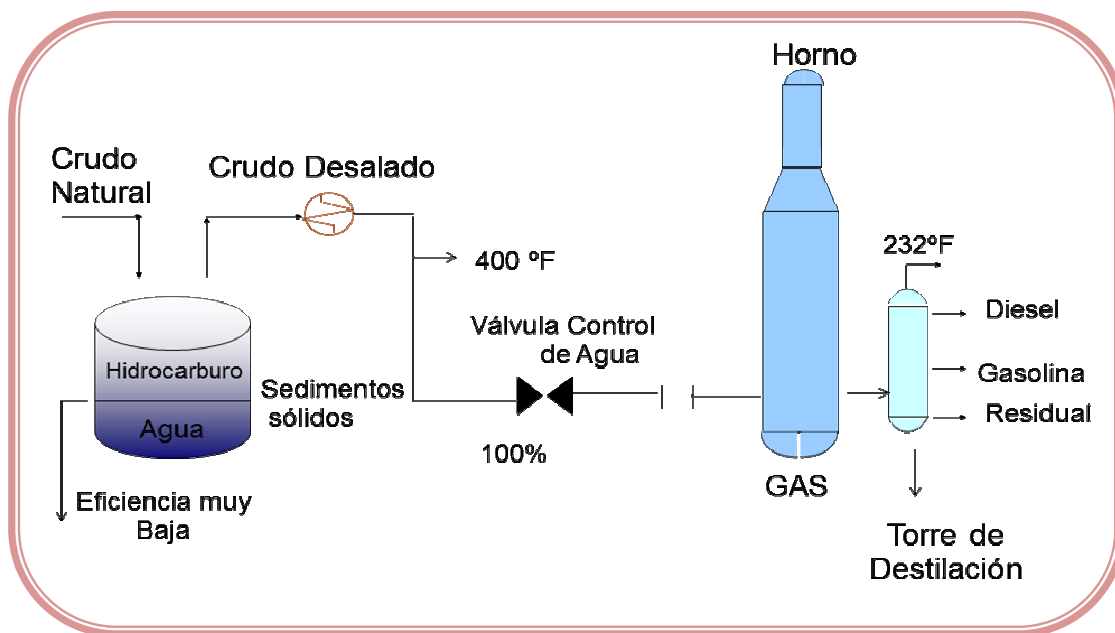 Horno
Crudo
Natural
Crudo Desalado
400 ºF
232ºF
Válvula Control
de Agua
Diesel
Gasolina
Residual
Hidrocarburo
Sedimentos
sólidos
Agua
100%
GAS
Eficiencia muy
Baja
Torre de
Destilación